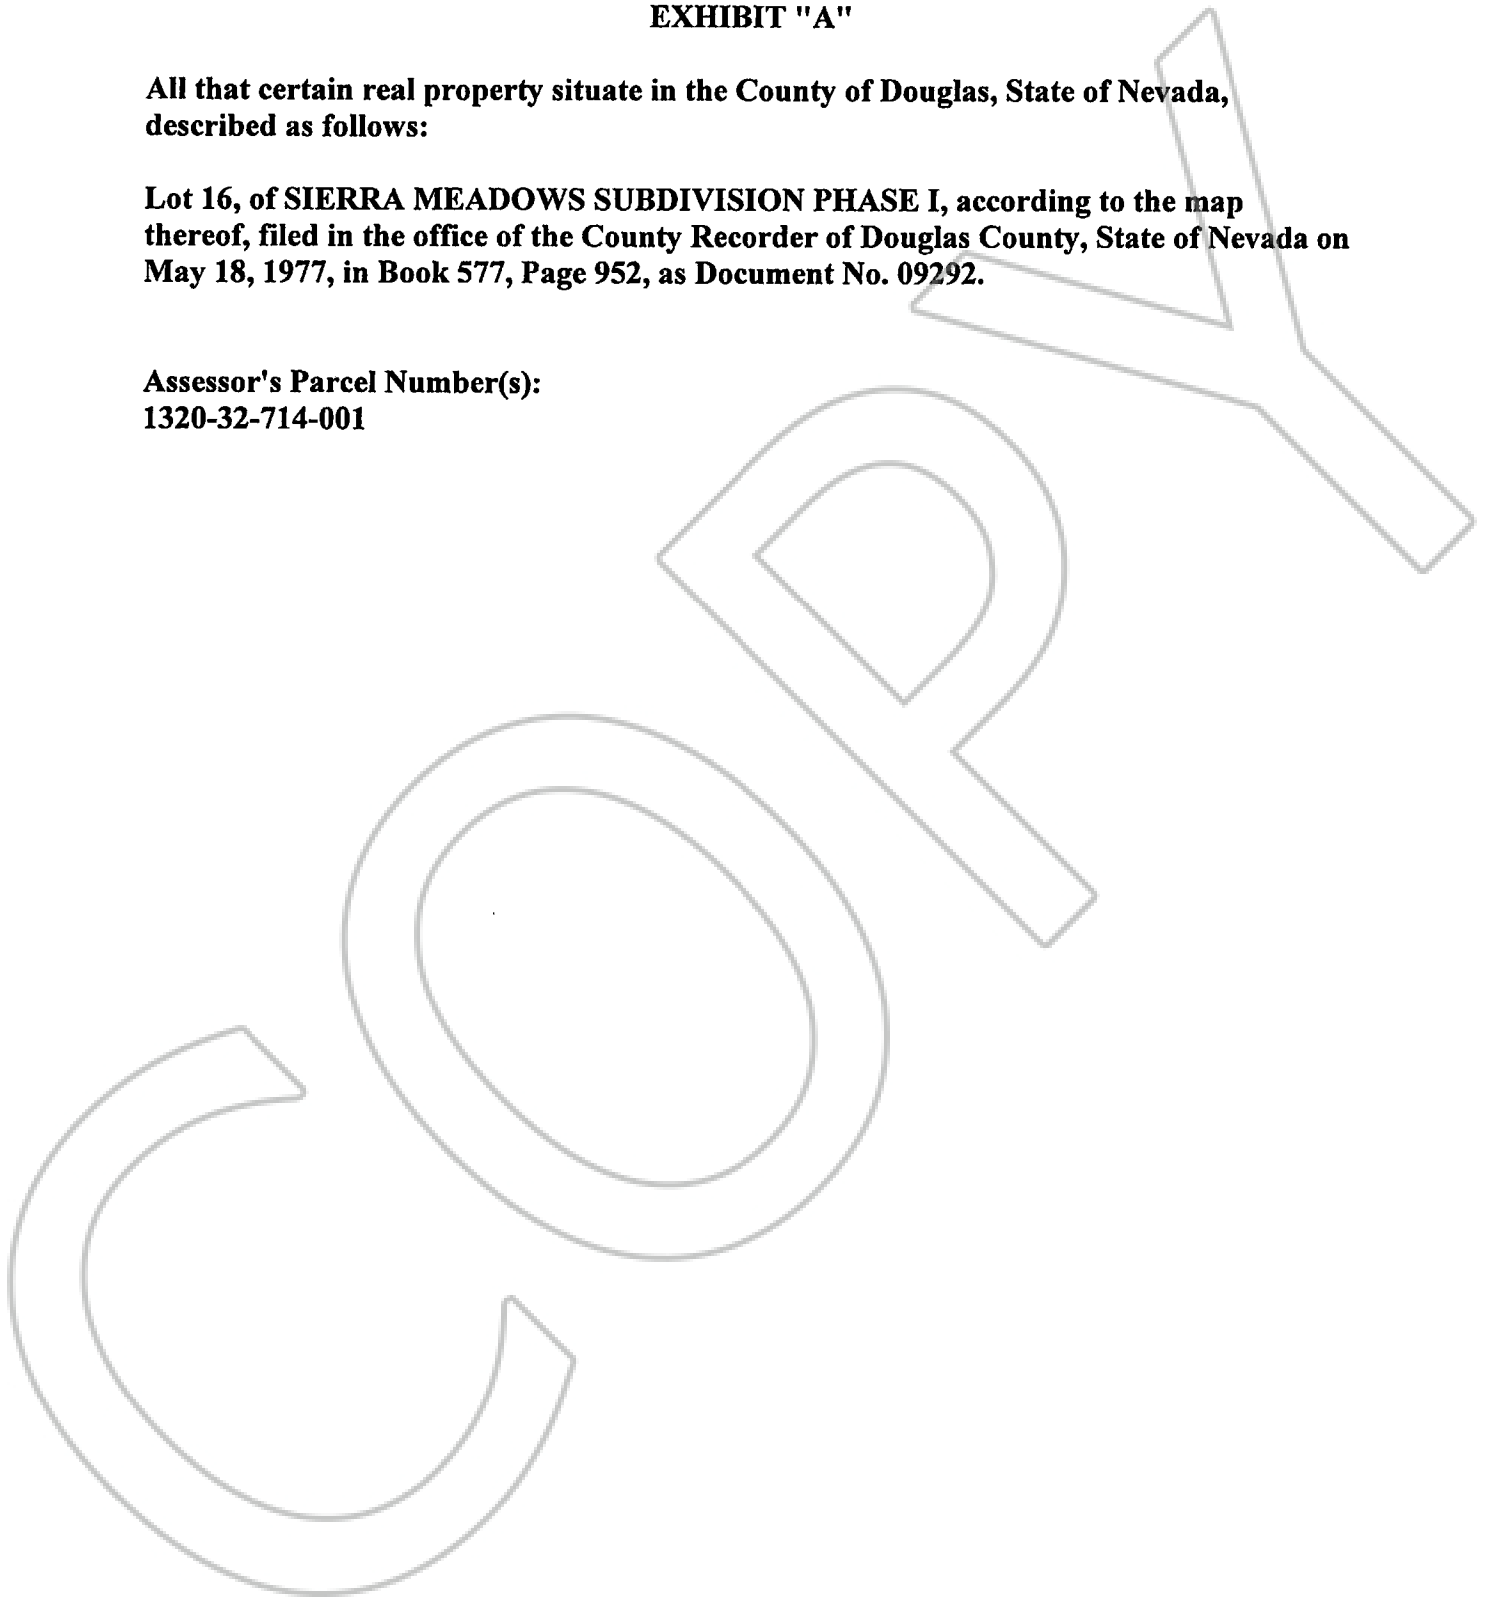 EXHIBIT "A"
All that certain real property situate in the County of Douglas, State of Nevada,
described as follows:
Lot 16, of SIERRA MEADOWS SUBDIVISION PHASE I, according to the map
thereof, filed in the office of the County Recorder of Douglas County, State of Nevada on
May 18, 1977, in Book 577, Page 952, as Document No. 09292.
Assessor's Parcel Number(s):
1320-32-714-001
COPY